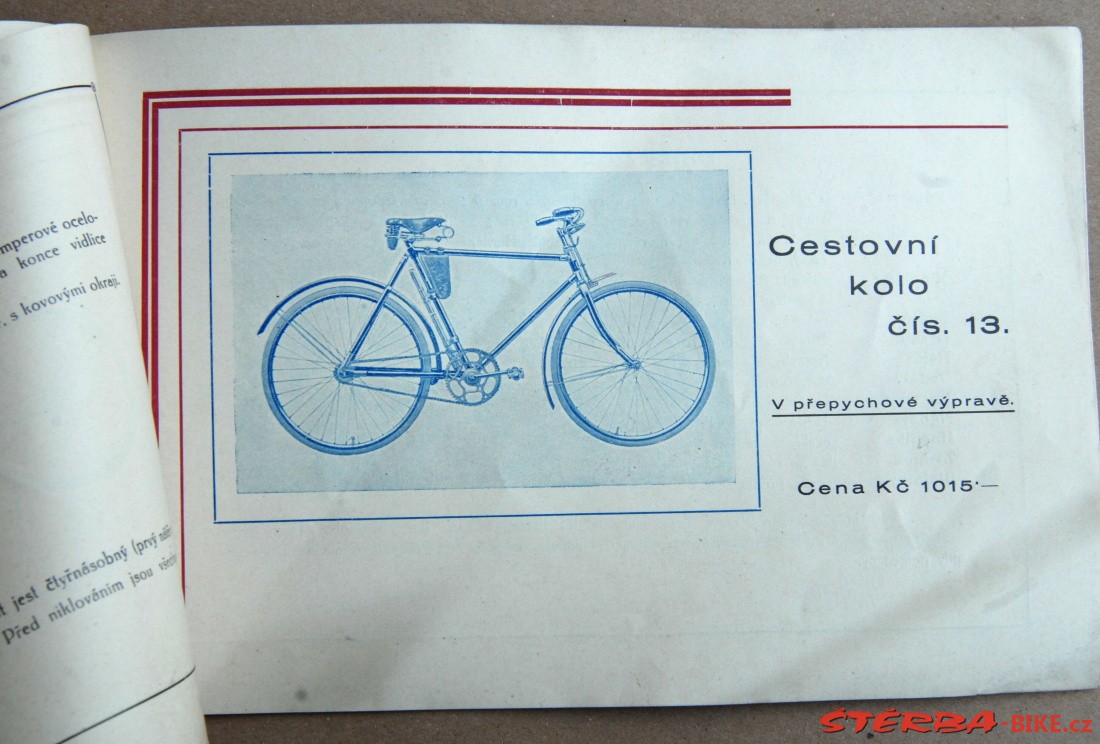 mperové ocelo-
a konce vidlice
s kovovými okraji.
jest čtyřnásobný (prvý
Před niklováním jsou
Cestovní
kolo
čís. 13.
V přepychové výpravě.
Cena Kč 1015·—
ŠTĚRBA-BIKE.cz